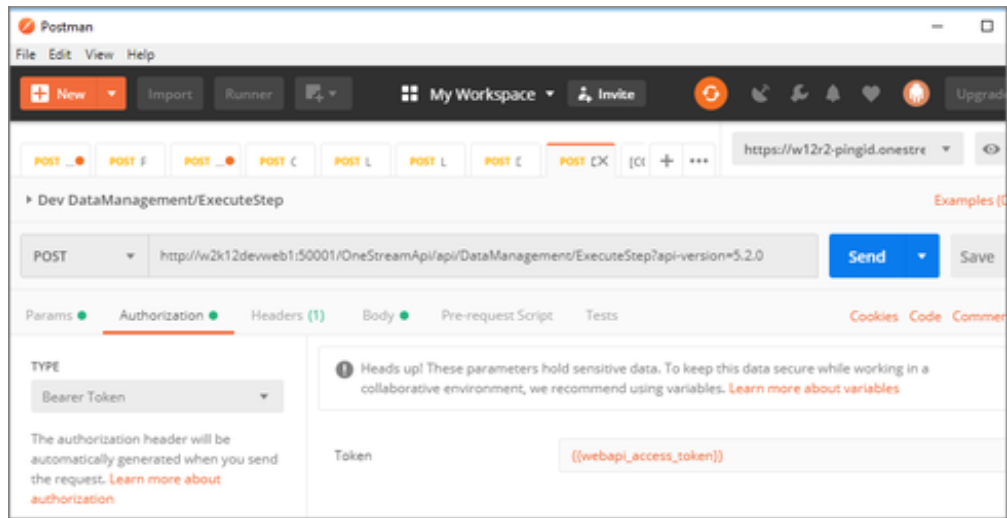 Postman
File Edit View Help
New Import Runner My Workspace Invite Upgrade
POST ... POST F POST ... POST C POST L POST L POST POST [C + ••• https://w12r2-pingid.onestre
Dev DataManagement/ExecuteStep Examples (0
POST http://w2k12devweb1:50001/OneStreamApi/api/DataManagement/ExecuteStep?api-version=5.2.0 Send Save
Params Authorization Headers (1) Body Pre-request Script Tests Cookies Code Commen
TYPE
Bearer Token
Heads up! These parameters hold sensitive data. To keep this data secure while working in a
collaborative environment, we recommend using variables. Learn more about variables
The authorization header will be
automatically generated when you send
the request. Learn more about
authorization
Token {{webapi_access_token}}